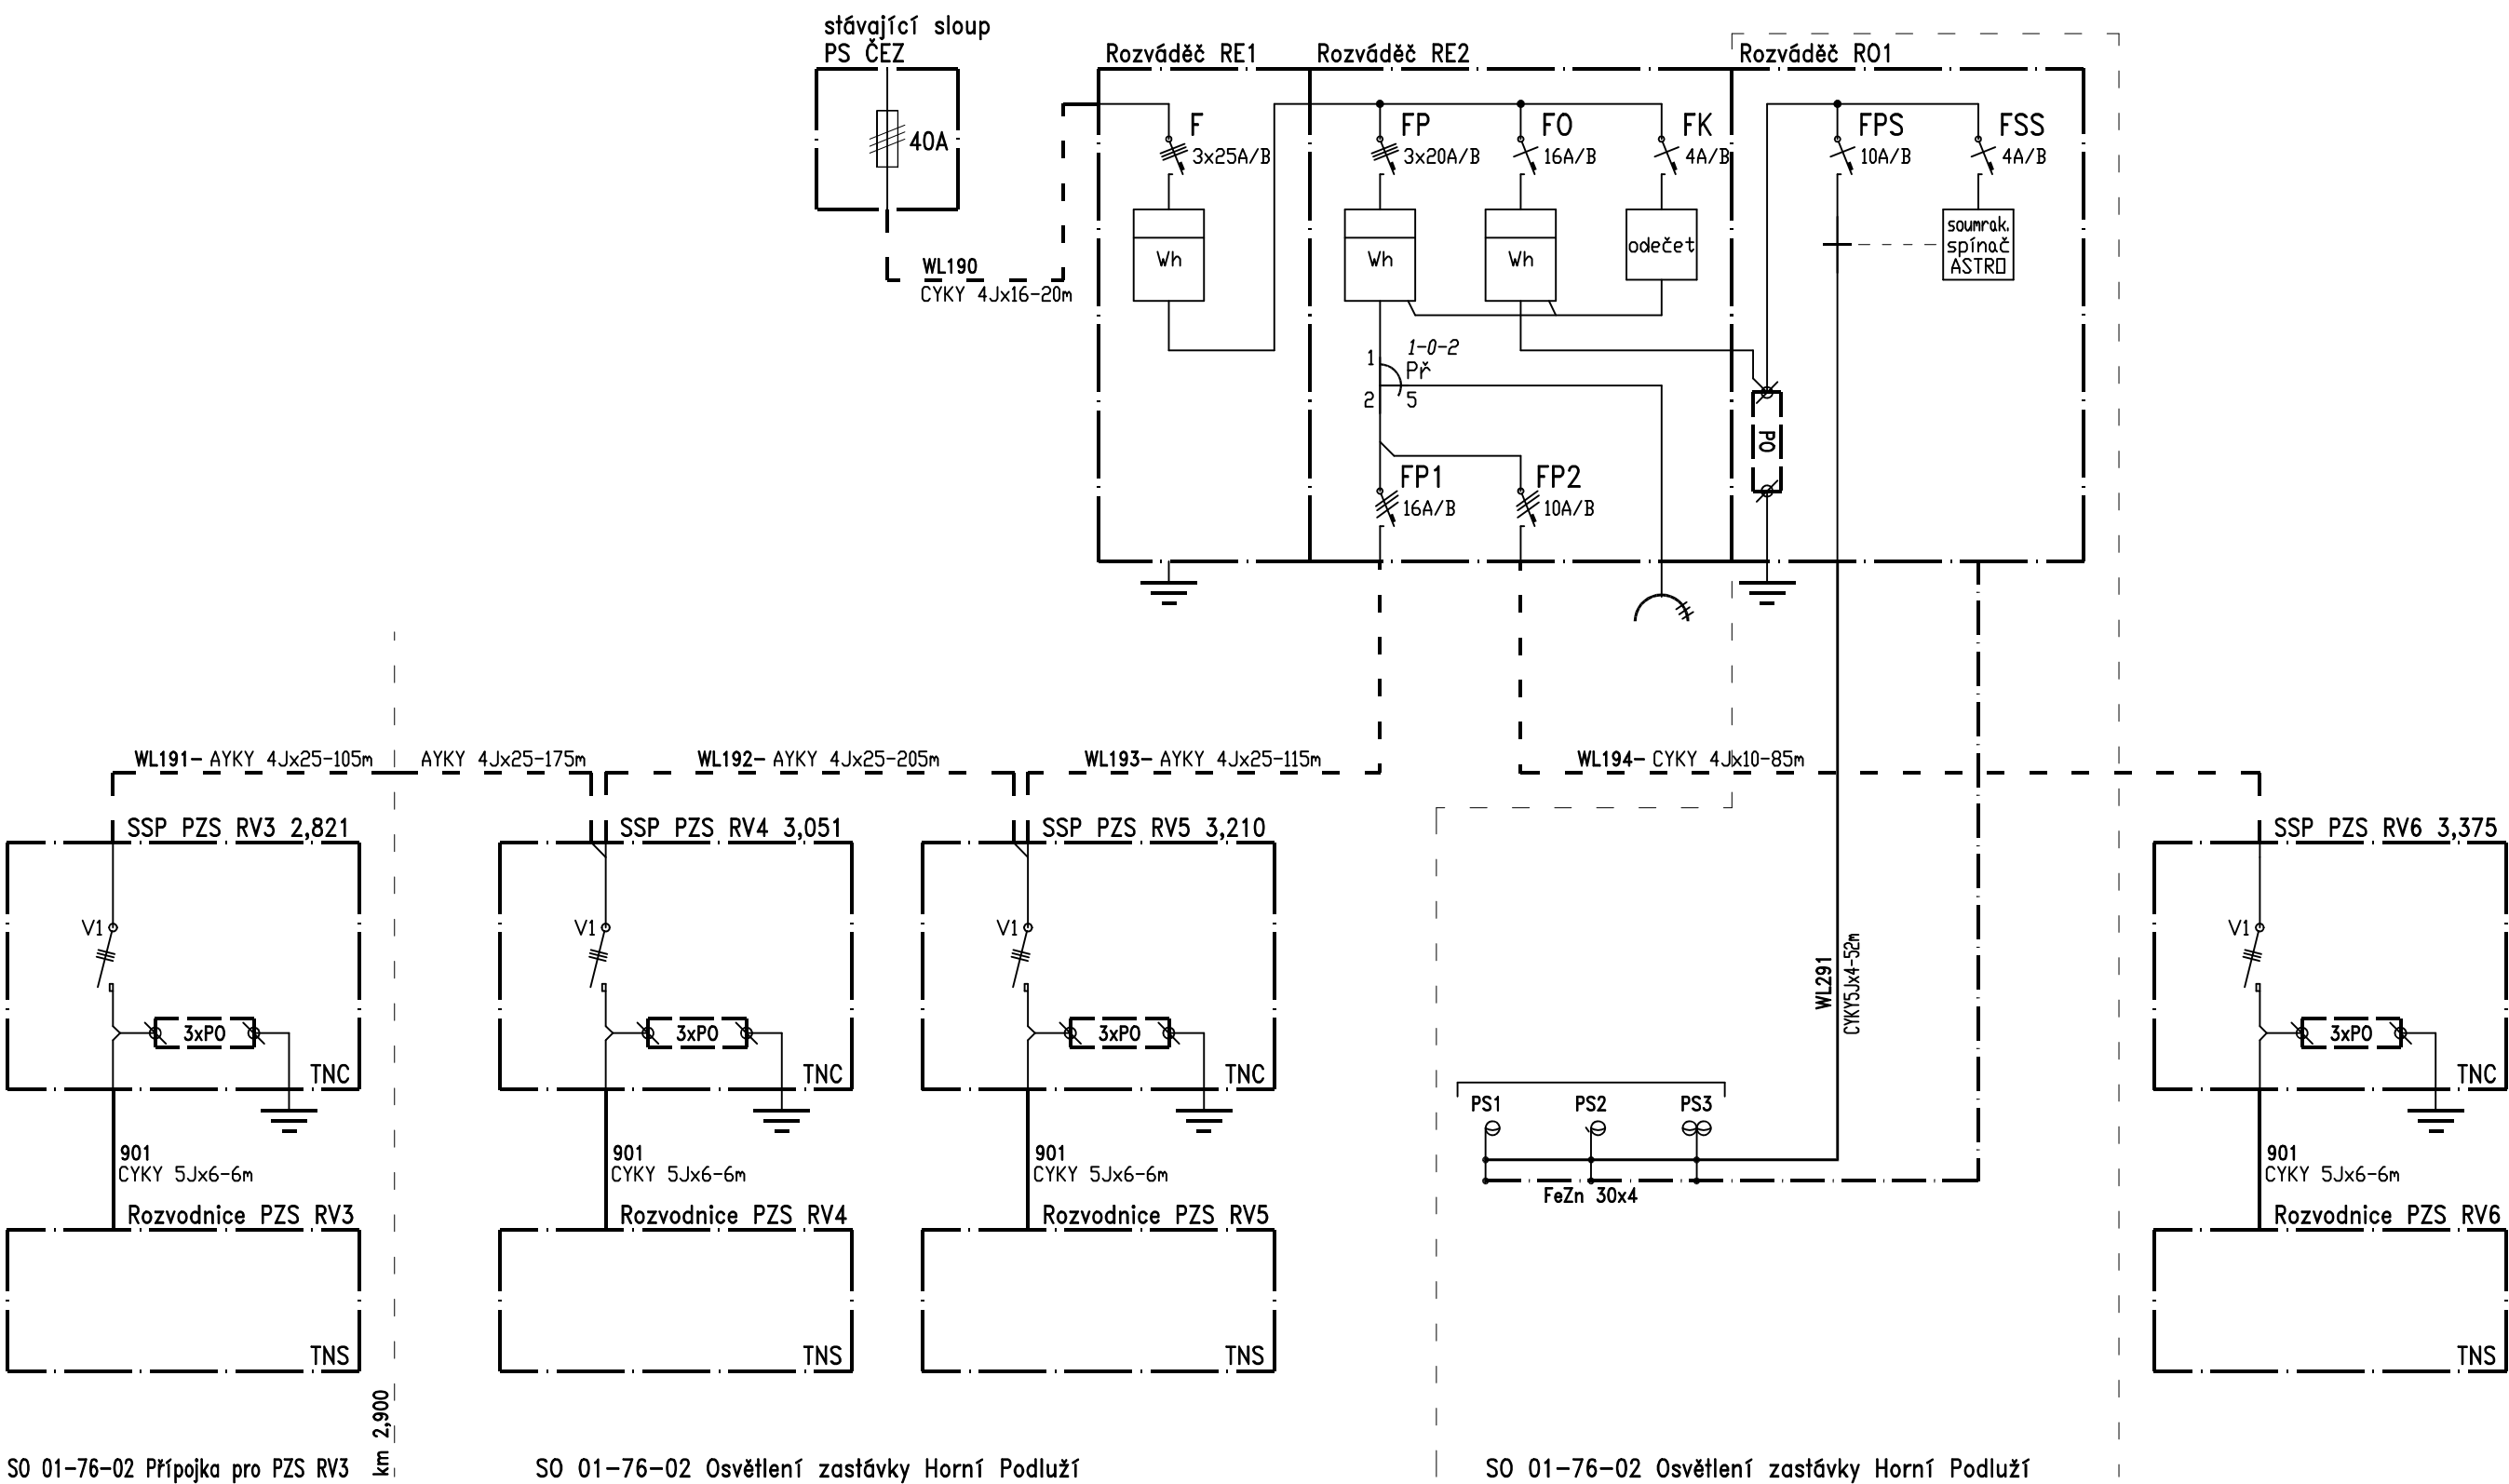 stávající sloup
PS ČEZ
40A
WL190
CYKY 4Jx16-20m
Rozváděč RE1
F
3x25A/B
Wh
Rozváděč RE2
FP
3x20A/B
FO
16A/B
FK
4A/B
Wh
Wh
odečet
1
1-0-2
Př
2
5
FP1
16A/B
FP2
10A/B
Rozváděč RO1
FPS
10A/B
FSS
4A/B
soumrak.
spínač
ASTRO
PO
WL191- AYKY 4Jx25-105m
AYKY 4Jx25-175m
WL192- AYKY 4Jx25-205m
WL193- AYKY 4Jx25-115m
WL194- CYKY 4Jx10-85m
SSP PZS RV3 2,821
V1
3xPO
TNC
901
CYKY 5Jx6-6m
Rozvodnice PZS RV3
TNS
SSP PZS RV4 3,051
V1
3xPO
TNC
901
CYKY 5Jx6-6m
Rozvodnice PZS RV4
TNS
SSP PZS RV5 3,210
V1
3xPO
TNC
901
CYKY 5Jx6-6m
Rozvodnice PZS RV5
TNS
WL291
CYKY5Jx4-52m
PS1
PS2
PS3
FeZn 30x4
SSP PZS RV6 3,375
V1
3xPO
TNC
901
CYKY 5Jx6-6m
Rozvodnice PZS RV6
TNS
km 2,900
SO 01-76-02 Přípojka pro PZS RV3
SO 01-76-02 Osvětlení zastávky Horní Podluží
SO 01-76-02 Osvětlení zastávky Horní Podluží